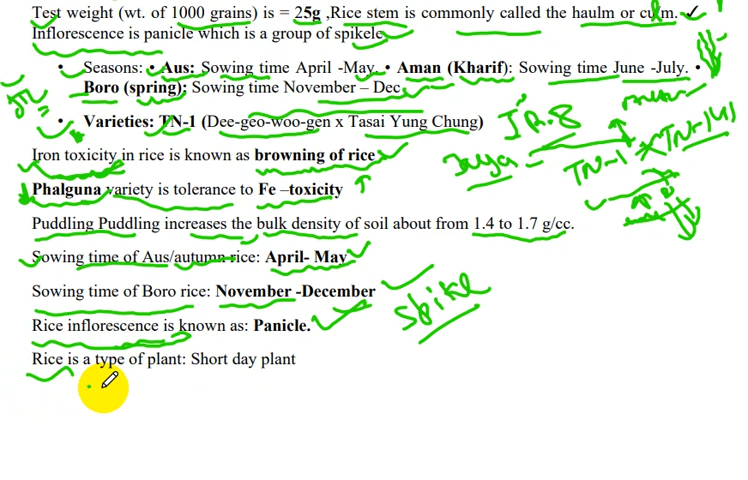 Test weight (wt. of 1000 grains) is = 25g ,Rice stem is commonly called the haulm or culm. ✓
Inflorescence is panicle which is a group of spikele
• Seasons: • Aus: Sowing time April -May. • Aman (Kharif): Sowing time June -July. •
Boro (spring): Sowing time November – Dec
• Varieties: TN-1 (Dee-geo-woo-gen x Tasai Yung Chung)
IR-8
Jaya
TN-1 × TN-141
Iron toxicity in rice is known as browning of rice
Phalguna variety is tolerance to Fe –toxicity
Puddling Puddling increases the bulk density of soil about from 1.4 to 1.7 g/cc.
Sowing time of Aus/autumn rice: April- May
Sowing time of Boro rice: November -December
spike
Rice inflorescence is known as: Panicle.
Rice is a type of plant: Short day plant